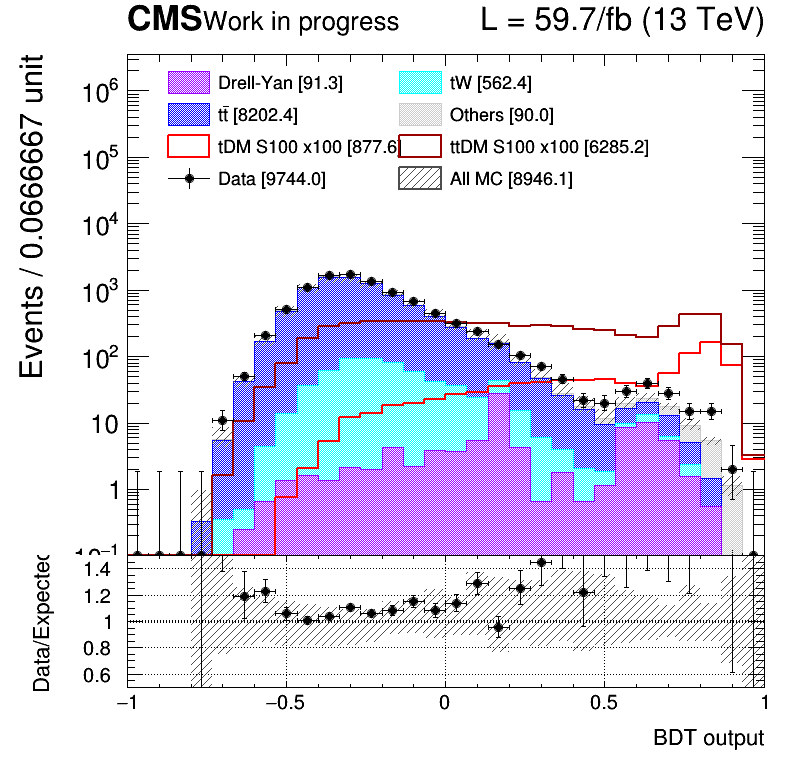 CMS Work in progress L = 59.7/fb (13 TeV)
Events / 0.0666667 unit
Drell-Yan [91.3] tW [562.4]
tt̄ [8202.4] Others [90.0]
tDM S100 x100 [877.6] ttDM S100 x100 [6285.2]
Data [9744.0] All MC [8946.1]
10⁶
10⁵
10⁴
10³
10²
10
1
10⁻¹
Data/Expected
1.4
1.2
1
0.8
0.6
−1 −0.5 0 0.5 1
BDT output